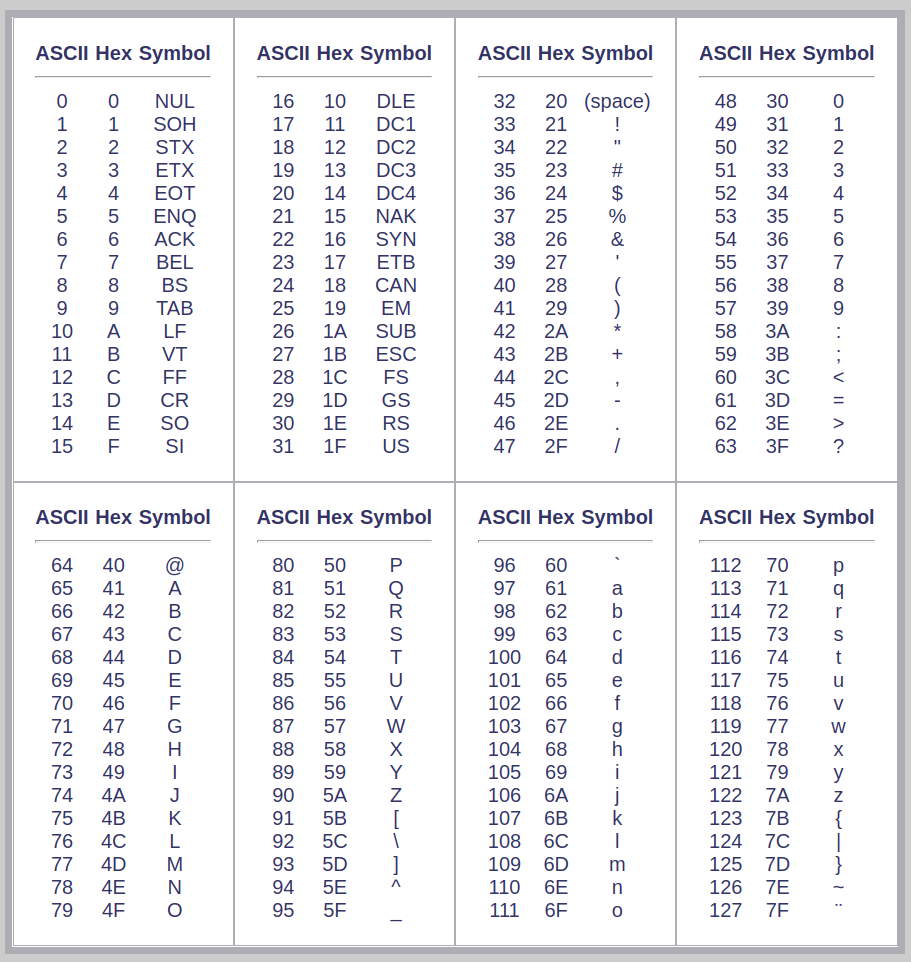 ASCII Hex Symbol
0 0 NUL
1 1 SOH
2 2 STX
3 3 ETX
4 4 EOT
5 5 ENQ
6 6 ACK
7 7 BEL
8 8 BS
9 9 TAB
10 A LF
11 B VT
12 C FF
13 D CR
14 E SO
15 F SI
ASCII Hex Symbol
16 10 DLE
17 11 DC1
18 12 DC2
19 13 DC3
20 14 DC4
21 15 NAK
22 16 SYN
23 17 ETB
24 18 CAN
25 19 EM
26 1A SUB
27 1B ESC
28 1C FS
29 1D GS
30 1E RS
31 1F US
ASCII Hex Symbol
32 20 (space)
33 21 !
34 22 "
35 23 #
36 24 $
37 25 %
38 26 &
39 27 '
40 28 (
41 29 )
42 2A *
43 2B +
44 2C ,
45 2D -
46 2E .
47 2F /
ASCII Hex Symbol
48 30 0
49 31 1
50 32 2
51 33 3
52 34 4
53 35 5
54 36 6
55 37 7
56 38 8
57 39 9
58 3A :
59 3B ;
60 3C <
61 3D =
62 3E >
63 3F ?
ASCII Hex Symbol
64 40 @
65 41 A
66 42 B
67 43 C
68 44 D
69 45 E
70 46 F
71 47 G
72 48 H
73 49 I
74 4A J
75 4B K
76 4C L
77 4D M
78 4E N
79 4F O
ASCII Hex Symbol
80 50 P
81 51 Q
82 52 R
83 53 S
84 54 T
85 55 U
86 56 V
87 57 W
88 58 X
89 59 Y
90 5A Z
91 5B [
92 5C \
93 5D ]
94 5E ^
95 5F _
ASCII Hex Symbol
96 60 `
97 61 a
98 62 b
99 63 c
100 64 d
101 65 e
102 66 f
103 67 g
104 68 h
105 69 i
106 6A j
107 6B k
108 6C l
109 6D m
110 6E n
111 6F o
ASCII Hex Symbol
112 70 p
113 71 q
114 72 r
115 73 s
116 74 t
117 75 u
118 76 v
119 77 w
120 78 x
121 79 y
122 7A z
123 7B {
124 7C |
125 7D }
126 7E ~
127 7F ¨